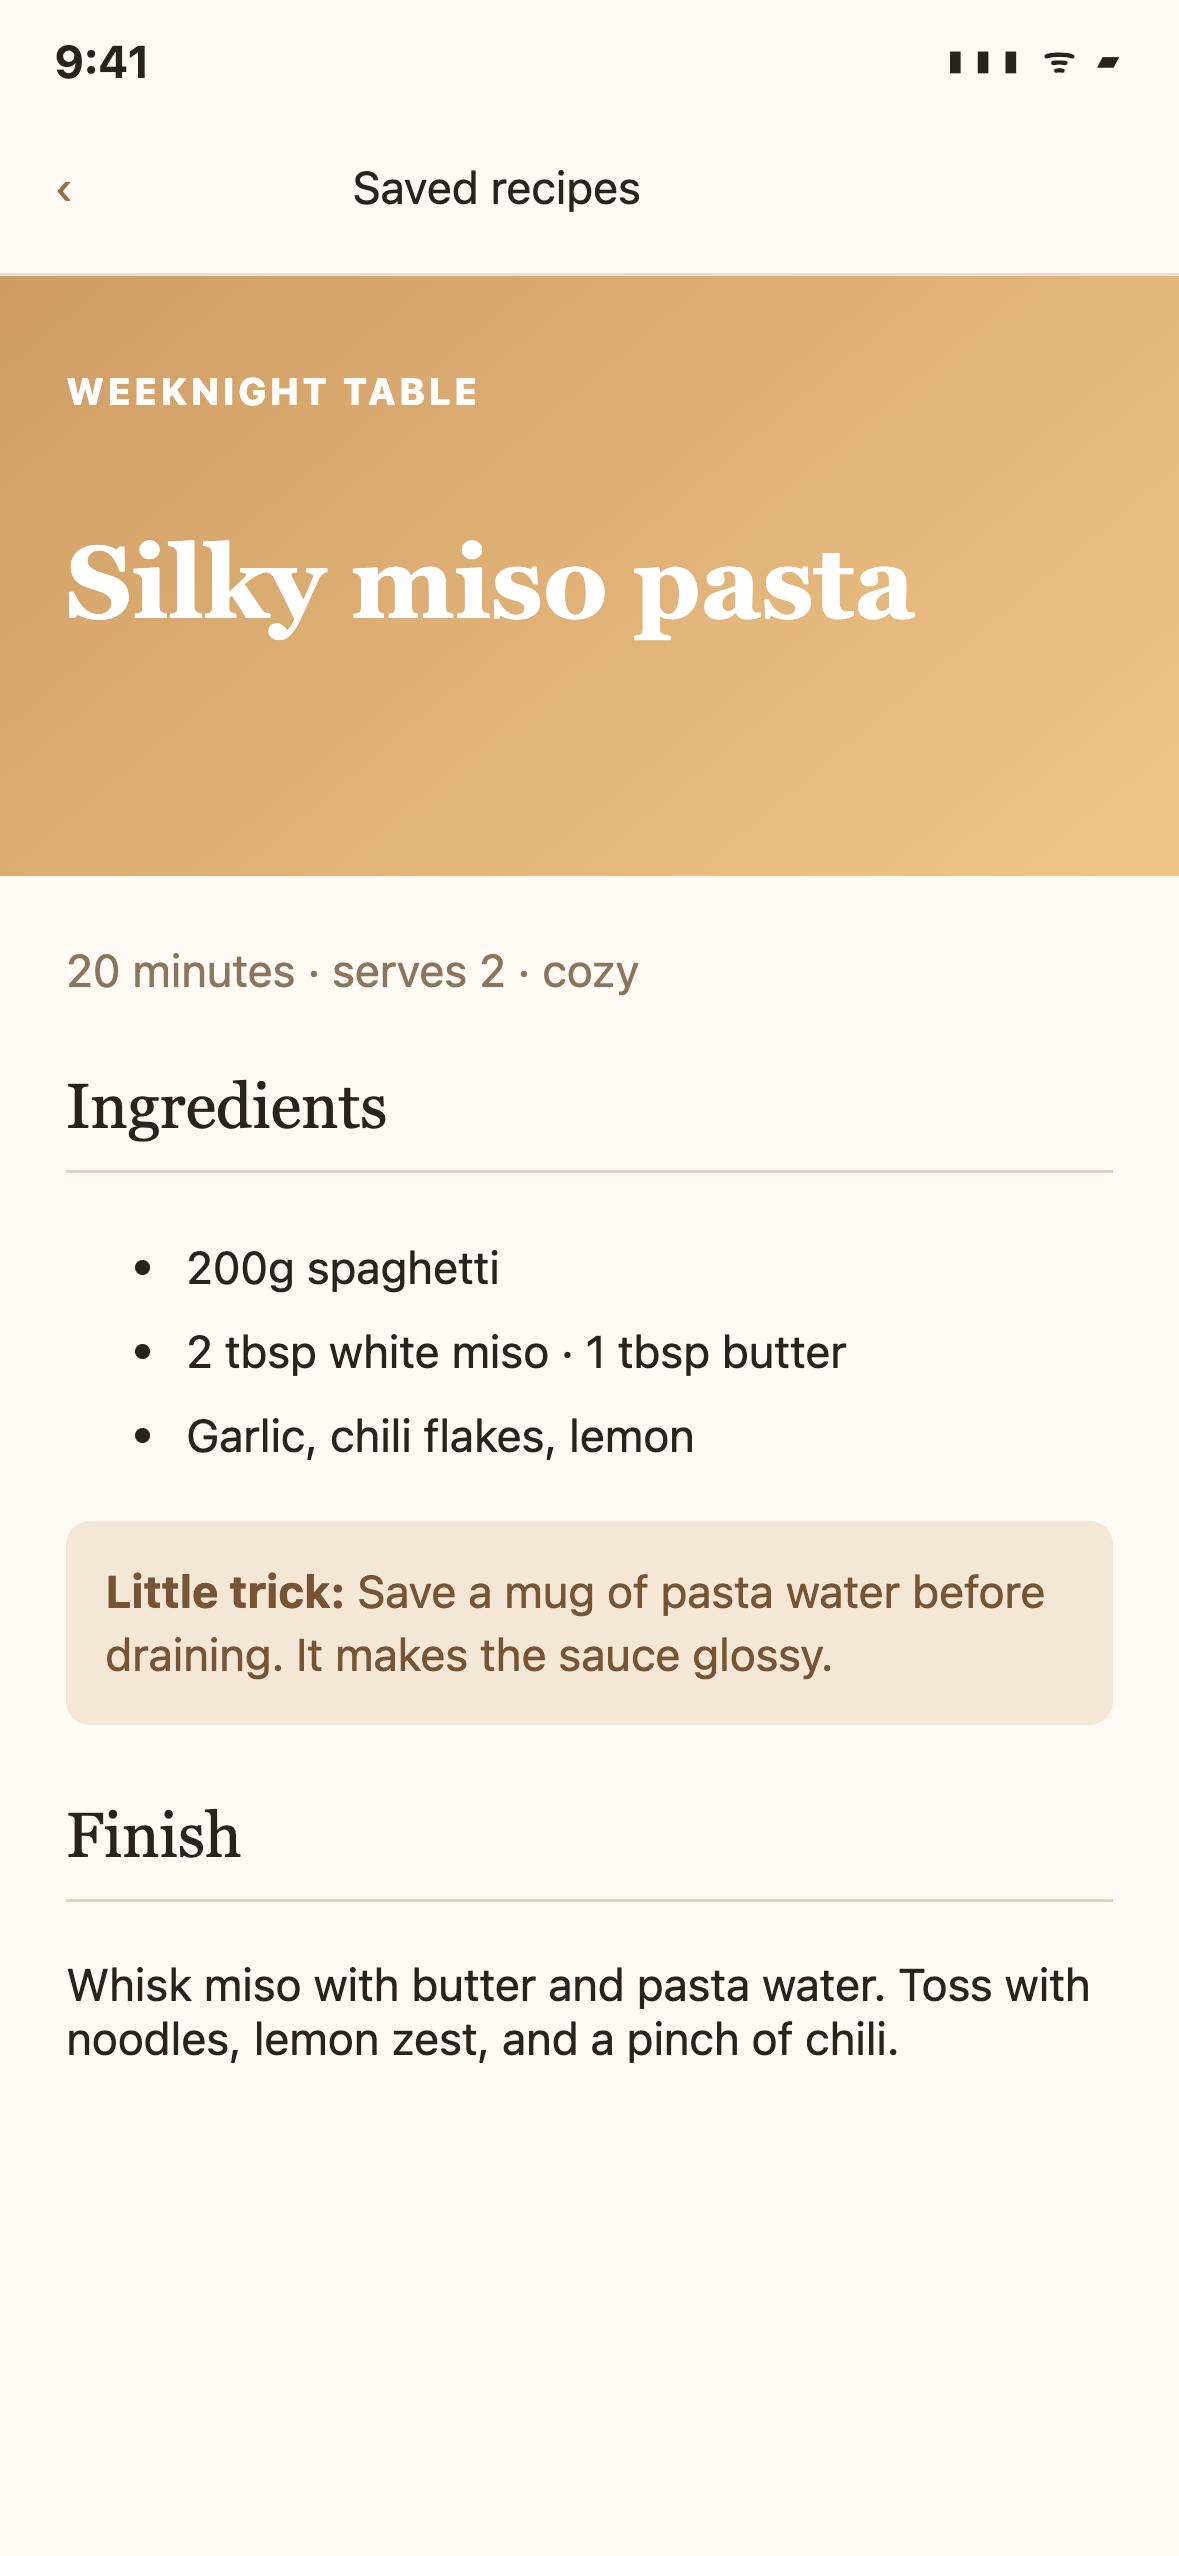 9:41
‹ Saved recipes
WEEKNIGHT TABLE
Silky miso pasta
20 minutes · serves 2 · cozy
Ingredients
• 200g spaghetti
• 2 tbsp white miso · 1 tbsp butter
• Garlic, chili flakes, lemon
Little trick: Save a mug of pasta water before
draining. It makes the sauce glossy.
Finish
Whisk miso with butter and pasta water. Toss with
noodles, lemon zest, and a pinch of chili.